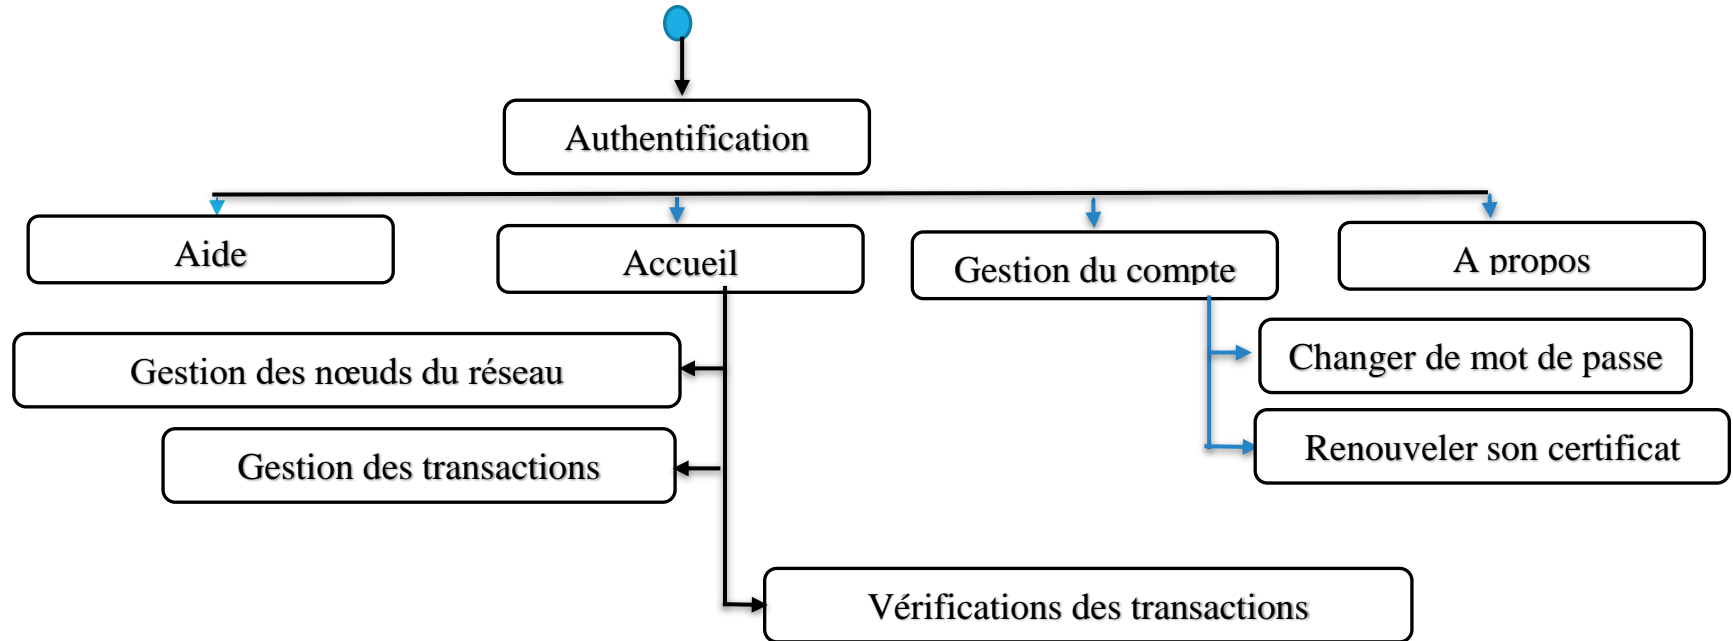 Authentification
Aide
Accueil
Gestion du compte
A propos
Gestion des nœuds du réseau
Changer de mot de passe
Gestion des transactions
Renouveler son certificat
Vérifications des transactions